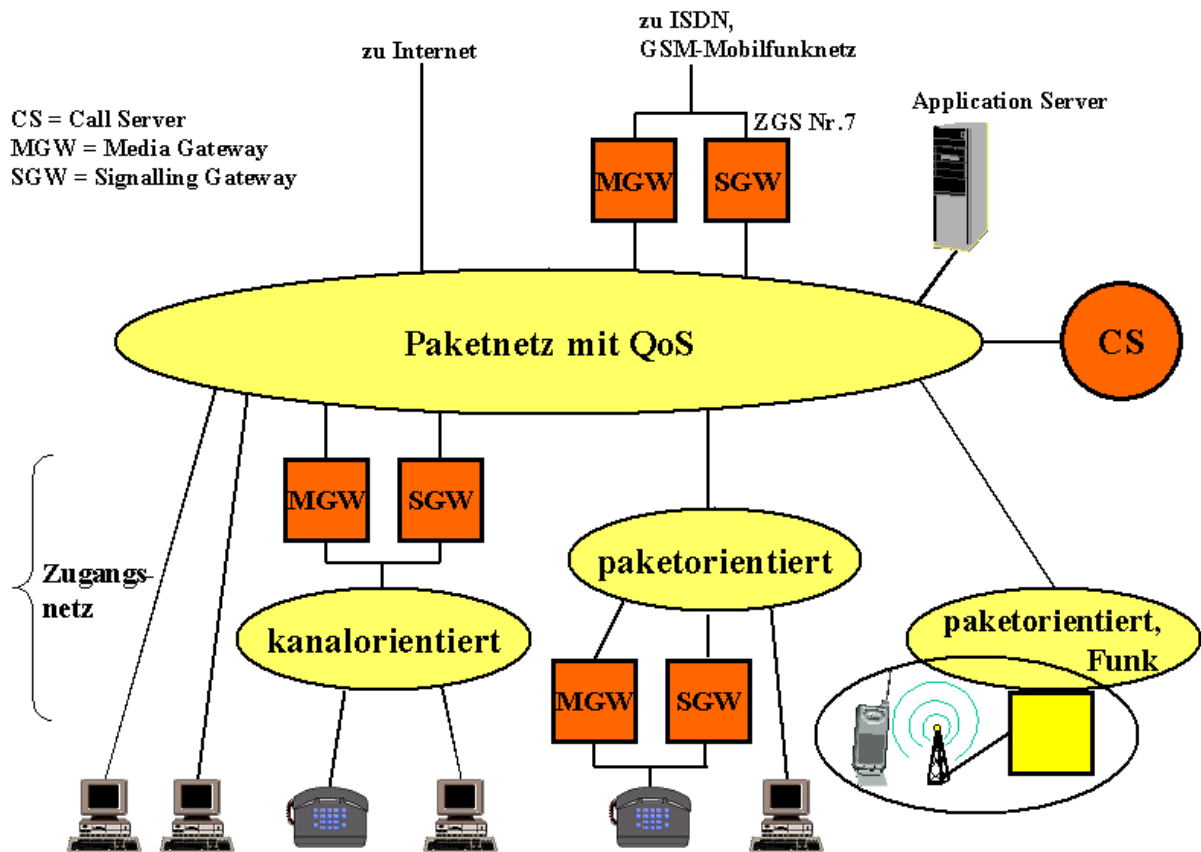 zu Internet
zu ISDN,
GSM-Mobilfunknetz
CS = Call Server
MGW = Media Gateway
SGW = Signalling Gateway
ZGS Nr.7
Application Server
MGW
SGW
Paketnetz mit QoS
CS
MGW
SGW
Zugangs-
netz
kanalorientiert
paketorientiert
MGW
SGW
paketorientiert,
Funk